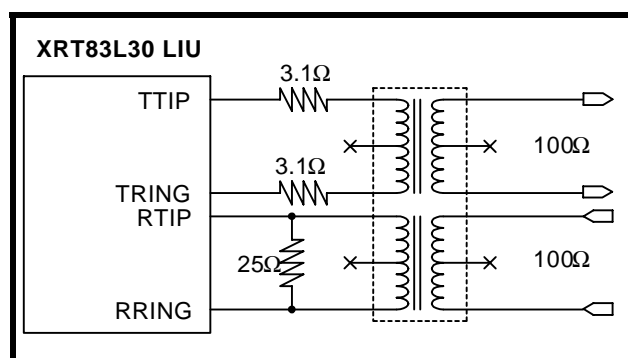 XRT83L30 LIU
3.1Ω
TTIP
100Ω
3.1Ω
TRING
RTIP
25Ω
100Ω
RRING